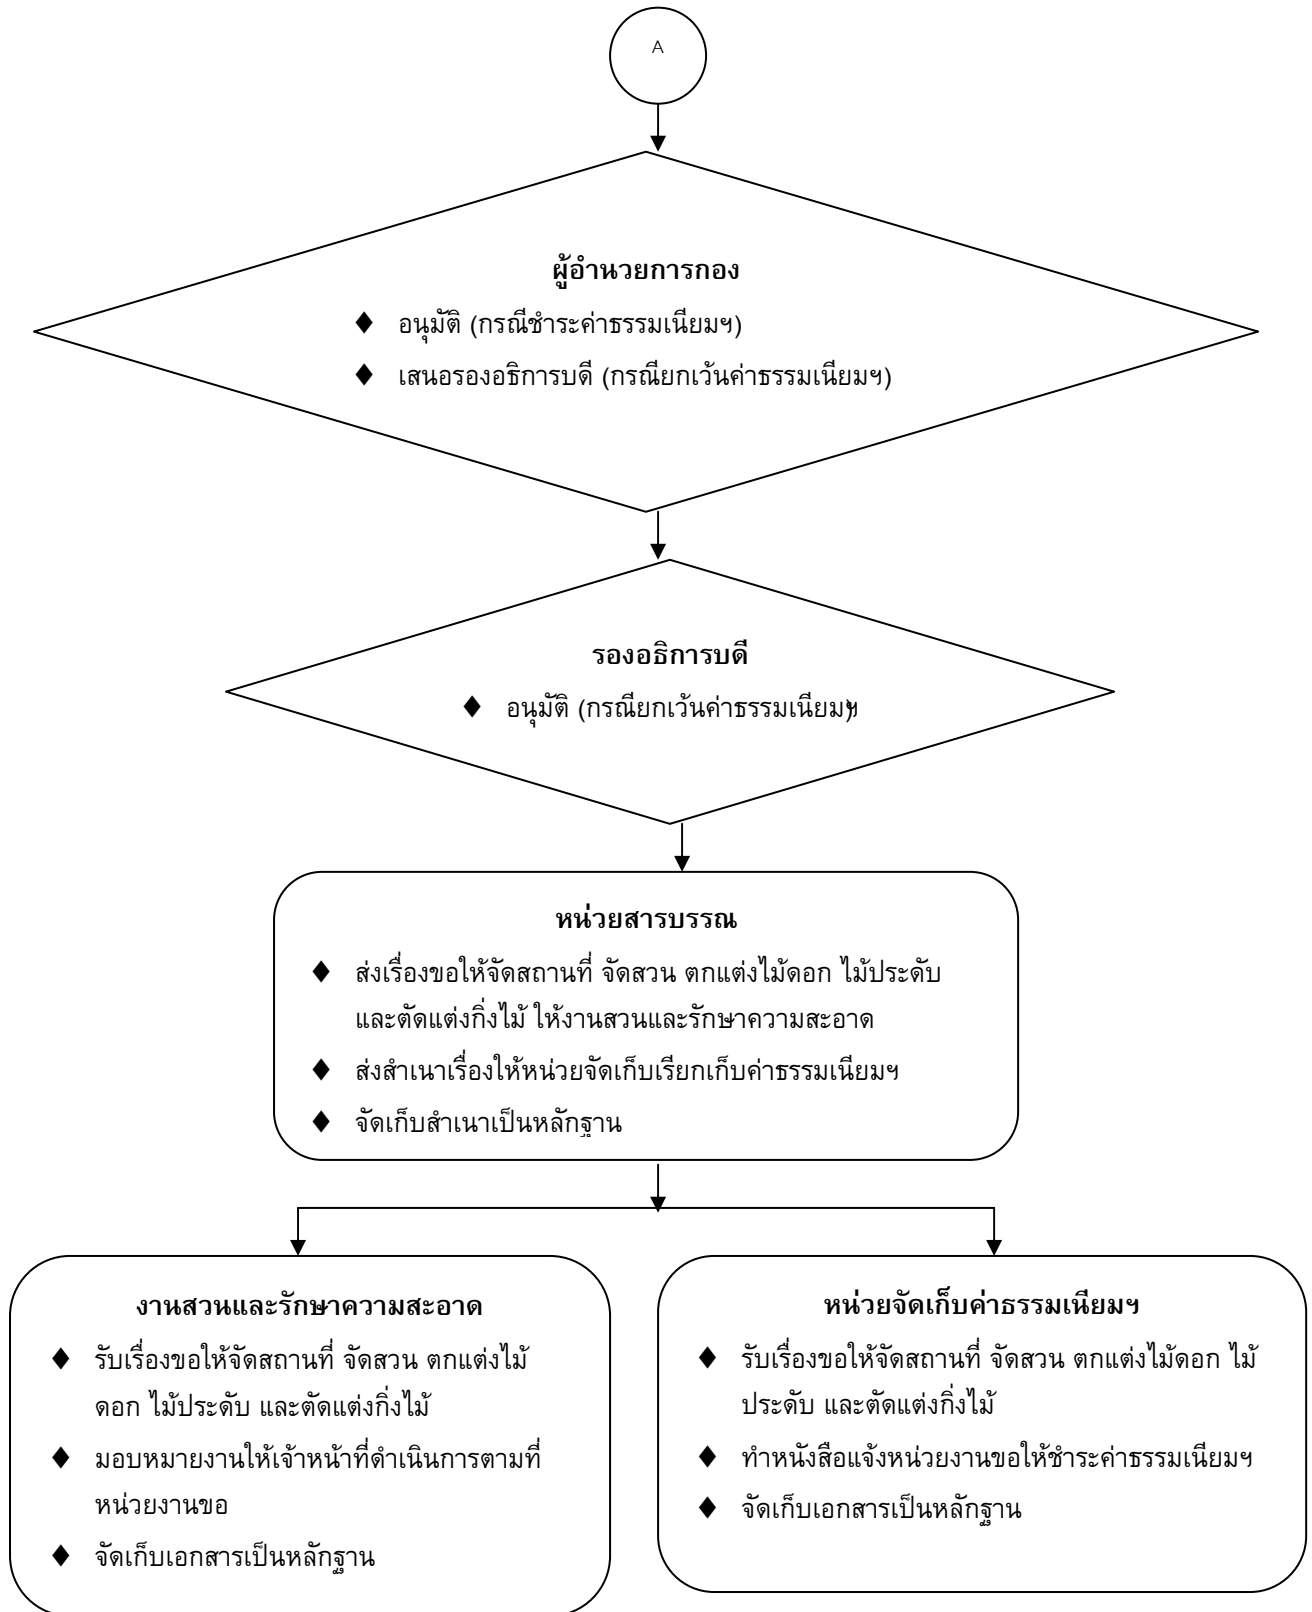 A
ผู้อำนวยการกอง
♦ อนุมัติ (กรณีชำระค่าธรรมเนียมฯ)
♦ เสนอรองอธิการบดี (กรณียกเว้นค่าธรรมเนียมฯ)
รองอธิการบดี
♦ อนุมัติ (กรณียกเว้นค่าธรรมเนียมฯ)
หน่วยสารบรรณ
♦ ส่งเรื่องขอให้จัดสถานที่ จัดสวน ตกแต่งไม้ดอก ไม้ประดับ
และตัดแต่งกิ่งไม้ ให้งานสวนและรักษาความสะอาด
♦ ส่งสำเนาเรื่องให้หน่วยจัดเก็บเรียกเก็บค่าธรรมเนียมฯ
♦ จัดเก็บสำเนาเป็นหลักฐาน
งานสวนและรักษาความสะอาด
♦ รับเรื่องขอให้จัดสถานที่ จัดสวน ตกแต่งไม้
ดอก ไม้ประดับ และตัดแต่งกิ่งไม้
♦ มอบหมายงานให้เจ้าหน้าที่ดำเนินการตามที่
หน่วยงานขอ
♦ จัดเก็บเอกสารเป็นหลักฐาน
หน่วยจัดเก็บค่าธรรมเนียมฯ
♦ รับเรื่องขอให้จัดสถานที่ จัดสวน ตกแต่งไม้ดอก ไม้
ประดับ และตัดแต่งกิ่งไม้
♦ ทำหนังสือแจ้งหน่วยงานขอให้ชำระค่าธรรมเนียมฯ
♦ จัดเก็บเอกสารเป็นหลักฐาน